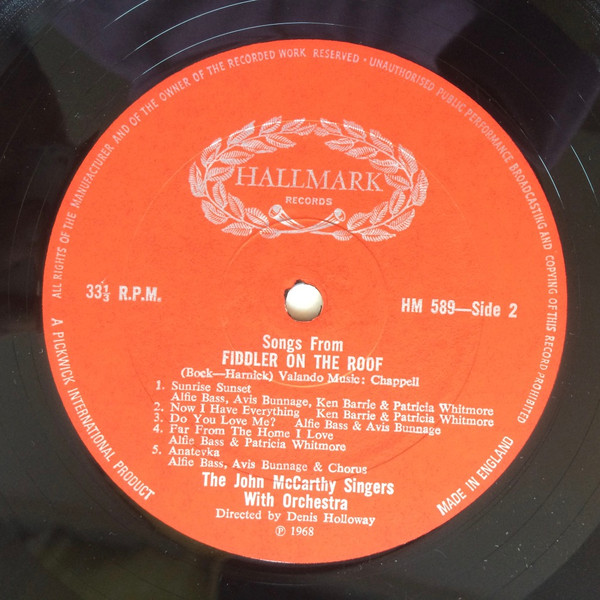 ALL RIGHTS OF THE MANUFACTURER AND OF THE OWNER OF THE RECORDED WORK RESERVED · UNAUTHORISED PUBLIC PERFORMANCE BROADCASTING AND COPYING OF THIS RECORD PROHIBITED
HALLMARK
RECORDS
33⅓ R.P.M.
HM 589—Side 2
Songs From
FIDDLER ON THE ROOF
(Bock—Harnick) Valando Music: Chappell
1. Sunrise Sunset
Alfie Bass, Avis Bunnage, Ken Barrie & Patricia Whitmore
2. Now I Have Everything Ken Barrie & Patricia Whitmore
3. Do You Love Me? Alfie Bass & Avis Bunnage
4. Far From The Home I Love
Alfie Bass & Patricia Whitmore
5. Anatevka
Alfie Bass, Avis Bunnage & Chorus
The John McCarthy Singers
With Orchestra
Directed by Denis Holloway
℗ 1968
A PICKWICK INTERNATIONAL PRODUCT
MADE IN ENGLAND